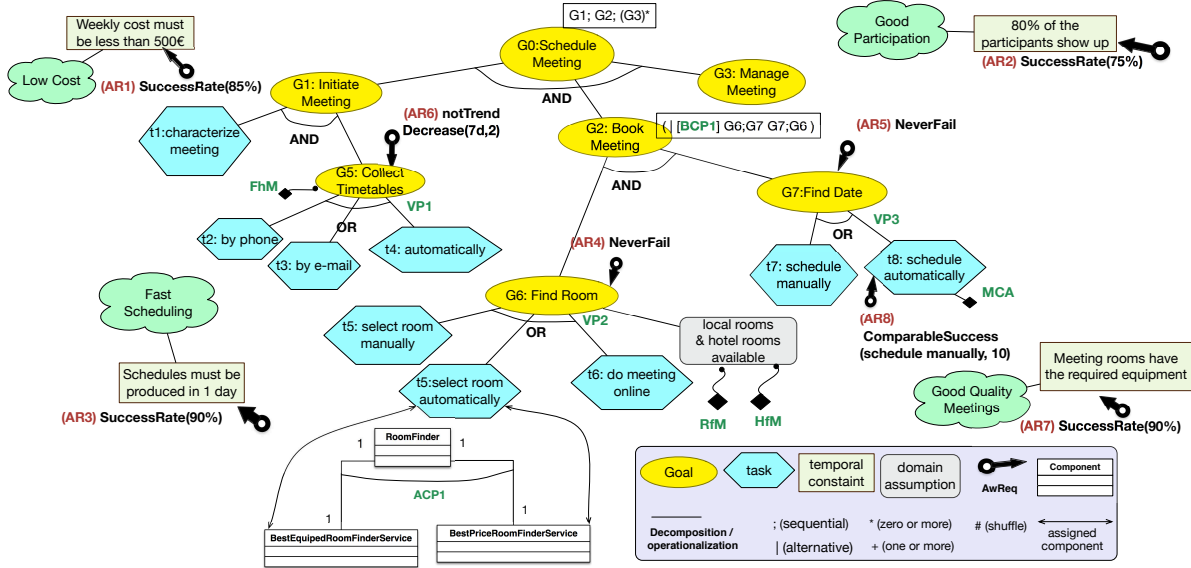 G1; G2; (G3)*
Weekly cost must
be less than 500€
Low Cost
(AR1) SuccessRate(85%)
G0:Schedule
Meeting
AND
G3: Manage
Meeting
Good
Participation
80% of the
participants show up
(AR2) SuccessRate(75%)
G1: Initiate
Meeting
AND
t1:characterize
meeting
(AR6) notTrend
Decrease(7d,2)
G2: Book
Meeting
( | [BCP1] G6;G7 G7;G6 )
AND
(AR5) NeverFail
G5: Collect
Timetables
FhM
VP1
OR
t2: by phone
t3: by e-mail
t4: automatically
G7:Find Date
VP3
OR
t7: schedule
manually
t8: schedule
automatically
MCA
(AR8)
ComparableSuccess
(schedule manually, 10)
(AR4) NeverFail
G6: Find Room
VP2
OR
t5: select room
manually
t5:select room
automatically
t6: do meeting
online
local rooms
& hotel rooms
available
RfM
HfM
Fast
Scheduling
Schedules must be
produced in 1 day
(AR3) SuccessRate(90%)
Good Quality
Meetings
Meeting rooms have
the required equipment
(AR7) SuccessRate(90%)
RoomFinder
1
1
ACP1
1
1
BestEquipedRoomFinderService
BestPriceRoomFinderService
Goal
task
temporal
constaint
domain
assumption
AwReq
Component
Decomposition /
operationalization
; (sequential)
* (zero or more)
# (shuffle)
| (alternative)
+ (one or more)
assigned
component